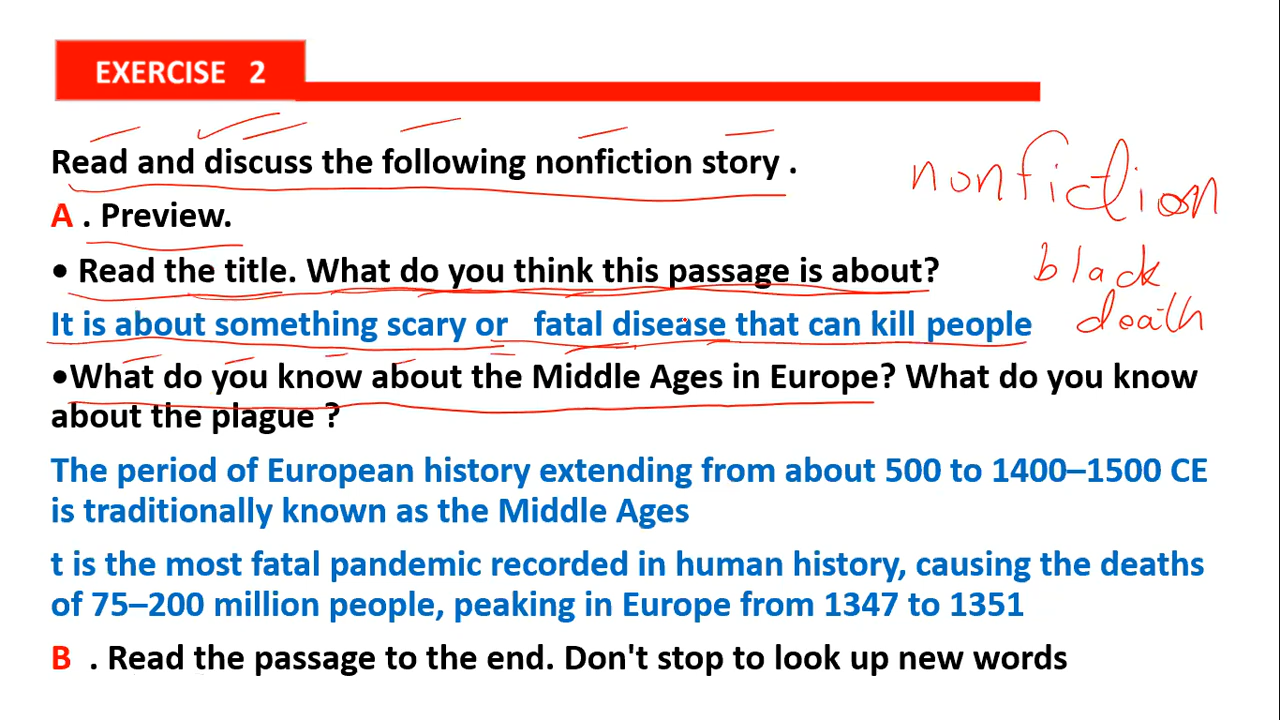 EXERCISE 2
Read and discuss the following nonfiction story .
nonfiction
A . Preview.
• Read the title. What do you think this passage is about?
black
death
It is about something scary or fatal disease that can kill people
•What do you know about the Middle Ages in Europe? What do you know
about the plague ?
The period of European history extending from about 500 to 1400–1500 CE
is traditionally known as the Middle Ages
t is the most fatal pandemic recorded in human history, causing the deaths
of 75–200 million people, peaking in Europe from 1347 to 1351
B . Read the passage to the end. Don't stop to look up new words